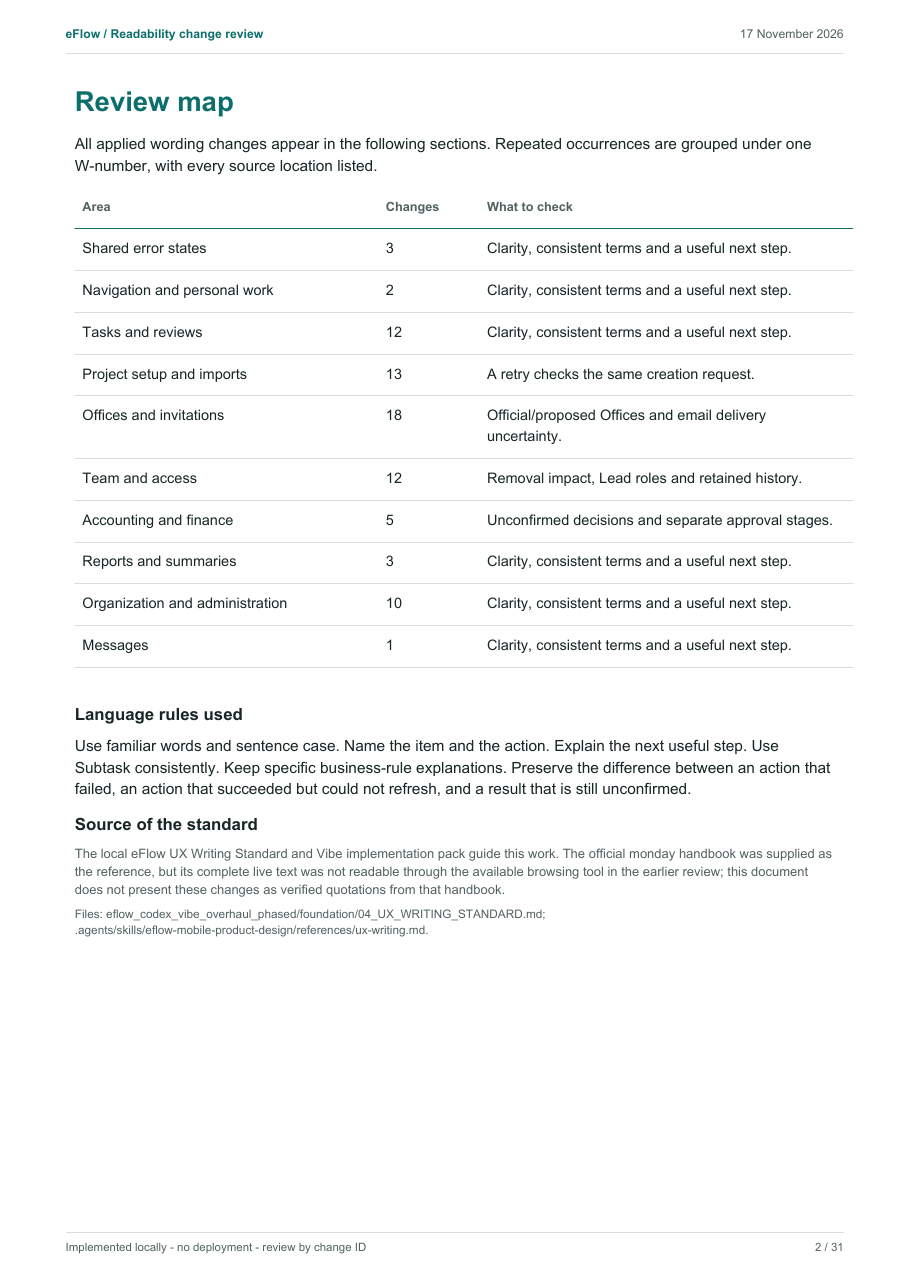 eFlow / Readability change review 17 November 2026
Review map
All applied wording changes appear in the following sections. Repeated occurrences are grouped under one
W-number, with every source location listed.
Area Changes What to check
Shared error states 3 Clarity, consistent terms and a useful next step.
Navigation and personal work 2 Clarity, consistent terms and a useful next step.
Tasks and reviews 12 Clarity, consistent terms and a useful next step.
Project setup and imports 13 A retry checks the same creation request.
Offices and invitations 18 Official/proposed Offices and email delivery
uncertainty.
Team and access 12 Removal impact, Lead roles and retained history.
Accounting and finance 5 Unconfirmed decisions and separate approval stages.
Reports and summaries 3 Clarity, consistent terms and a useful next step.
Organization and administration 10 Clarity, consistent terms and a useful next step.
Messages 1 Clarity, consistent terms and a useful next step.
Language rules used
Use familiar words and sentence case. Name the item and the action. Explain the next useful step. Use
Subtask consistently. Keep specific business-rule explanations. Preserve the difference between an action that
failed, an action that succeeded but could not refresh, and a result that is still unconfirmed.
Source of the standard
The local eFlow UX Writing Standard and Vibe implementation pack guide this work. The official monday handbook was supplied as
the reference, but its complete live text was not readable through the available browsing tool in the earlier review; this document
does not present these changes as verified quotations from that handbook.
Files: eflow_codex_vibe_overhaul_phased/foundation/04_UX_WRITING_STANDARD.md;
.agents/skills/eflow-mobile-product-design/references/ux-writing.md.
Implemented locally - no deployment - review by change ID 2 / 31